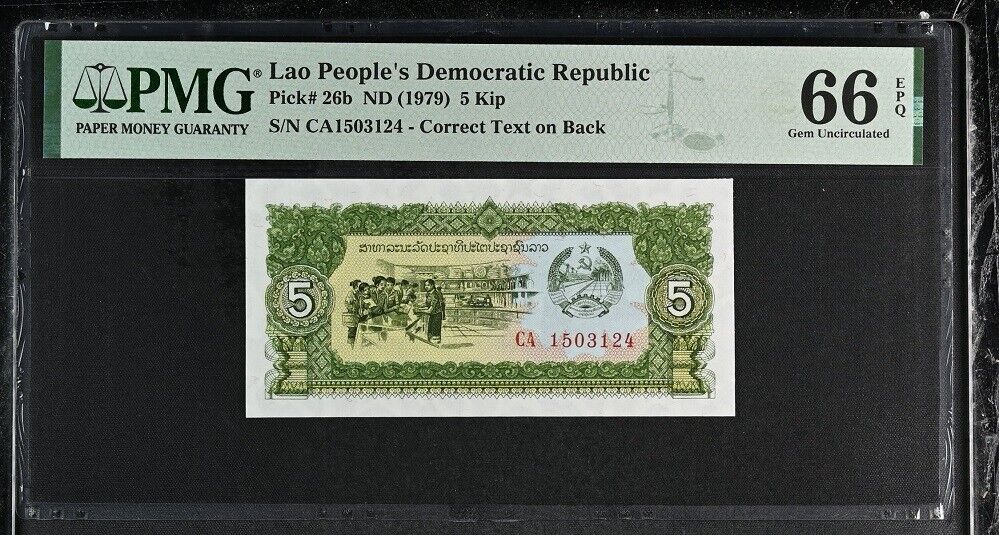 PMG®
PAPER MONEY GUARANTY
Lao People's Democratic Republic
Pick# 26b ND (1979) 5 Kip
S/N CA1503124 - Correct Text on Back
66
EPQ
Gem Uncirculated
ສາທາລະນະລັດປະຊາທິປະໄຕປະຊາຊົນລາວ
5
5
CA 1503124